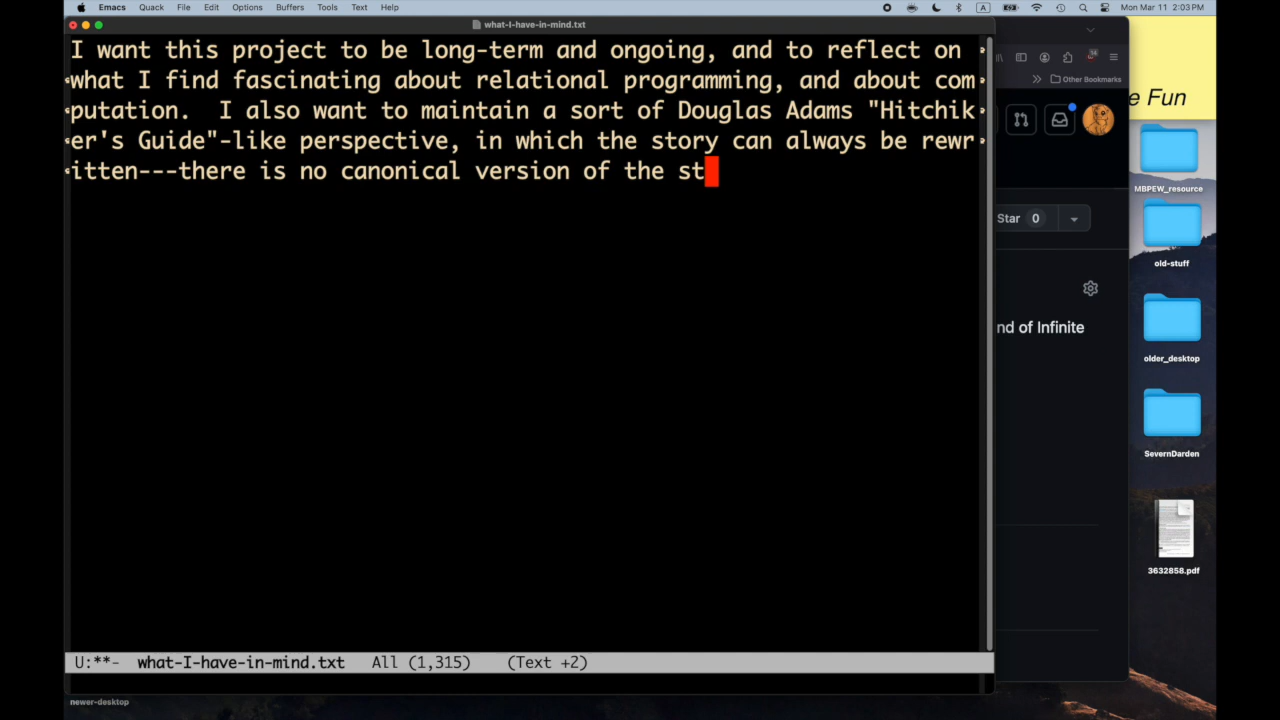 Emacs Quack File Edit Options Buffers Tools Text Help
A Mon Mar 11 2:03 PM
what-I-have-in-mind.txt
I want this project to be long-term and ongoing, and to reflect on
what I find fascinating about relational programming, and about com
putation.  I also want to maintain a sort of Douglas Adams "Hitchik
er's Guide"-like perspective, in which the story can always be rewr
itten---there is no canonical version of the st
U:**-  what-I-have-in-mind.txt   All (1,315)   (Text +2)
newer-desktop
Other Bookmarks
e Fun
Star 0
nd of Infinite
MBPEW_resource
old-stuff
older_desktop
SevernDarden
3632858.pdf